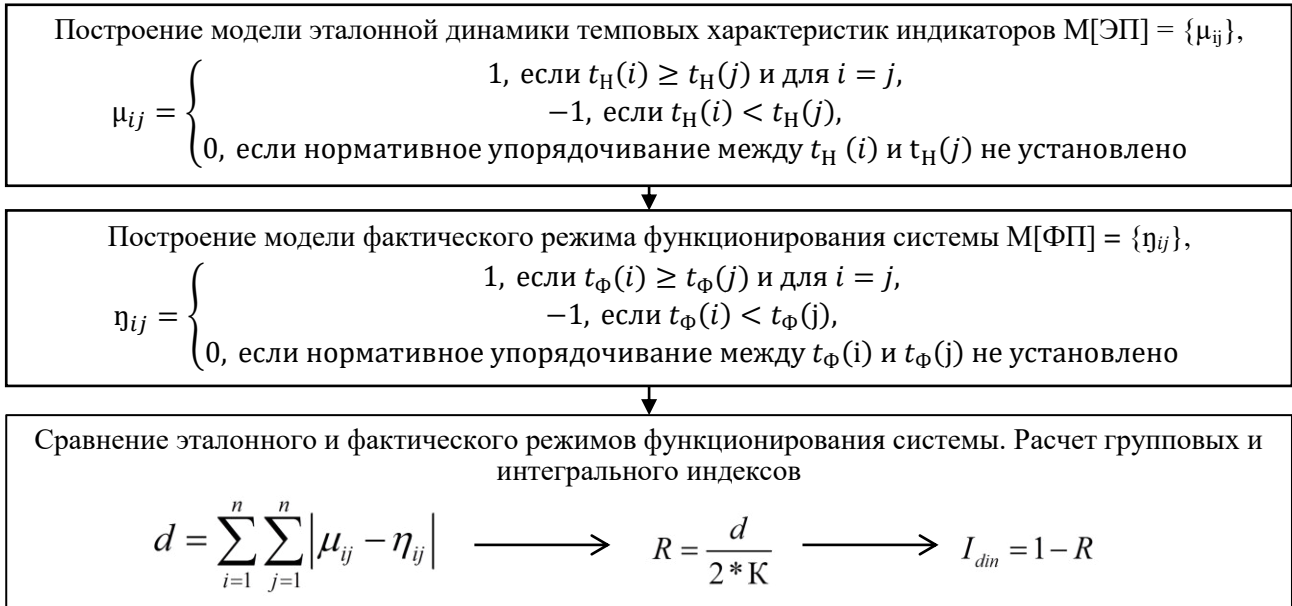 Построение модели эталонной динамики темповых характеристик индикаторов М[ЭП] = {μij},
1, если tН(i) ≥ tН(j) и для i = j,
μij = { −1, если tН(i) < tН(j),
0, если нормативное упорядочивание между tН (i) и tН(j) не установлено
Построение модели фактического режима функционирования системы М[ФП] = {ŋij},
1, если tФ(i) ≥ tФ(j) и для i = j,
ŋij = { −1, если tФ(i) < tФ(j),
0, если нормативное упорядочивание между tФ(i) и tФ(j) не установлено
Сравнение эталонного и фактического режимов функционирования системы. Расчет групповых и
интегрального индексов
d = ∑i=1n ∑j=1n |μij − ηij| ⟶ R = d / 2 * К ⟶ Idin = 1 − R